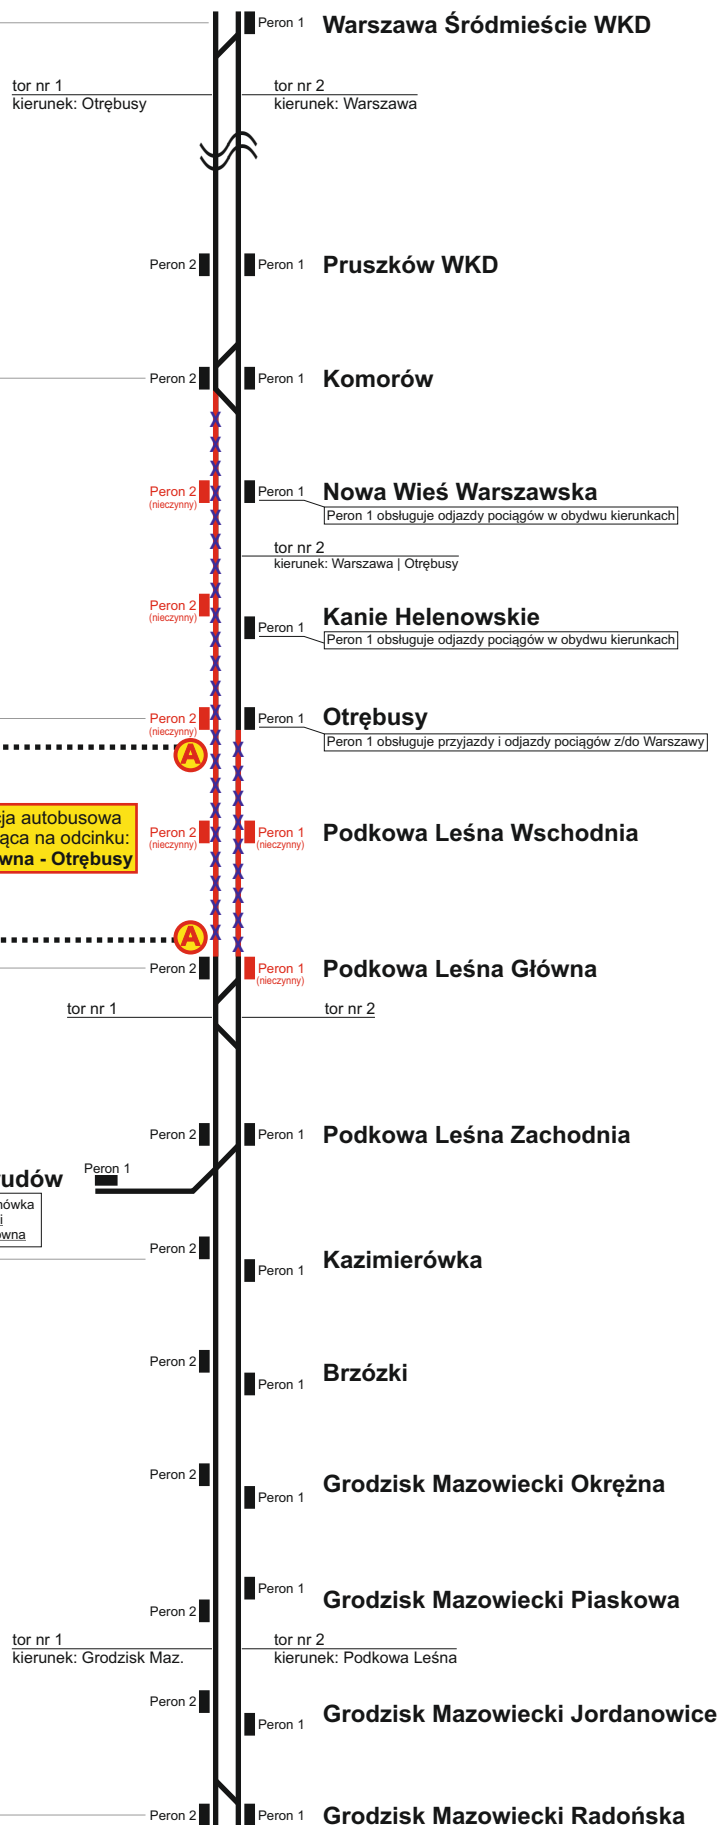 Peron 1 Warszawa Śródmieście WKD
tor nr 1
kierunek: Otrębusy
tor nr 2
kierunek: Warszawa
Peron 2 Peron 1 Pruszków WKD
Peron 2 Peron 1 Komorów
Peron 2
(nieczynny)
Peron 1 Nowa Wieś Warszawska
Peron 1 obsługuje odjazdy pociągów w obydwu kierunkach
tor nr 2
kierunek: Warszawa | Otrębusy
Peron 2
(nieczynny)
Peron 1 Kanie Helenowskie
Peron 1 obsługuje odjazdy pociągów w obydwu kierunkach
Peron 2
(nieczynny)
Peron 1 Otrębusy
Peron 1 obsługuje przyjazdy i odjazdy pociągów z/do Warszawy
A
cja autobusowa
ąca na odcinku:
wna - Otrębusy
Peron 2
(nieczynny)
Peron 1
(nieczynny)
Podkowa Leśna Wschodnia
A
Peron 2
Peron 1
(nieczynny)
Podkowa Leśna Główna
tor nr 1
tor nr 2
Peron 2 Peron 1 Podkowa Leśna Zachodnia
rudów
Peron 1
nówka
i
ówna
Peron 2 Peron 1 Kazimierówka
Peron 2 Peron 1 Brzózki
Peron 2 Peron 1 Grodzisk Mazowiecki Okrężna
Peron 2 Peron 1 Grodzisk Mazowiecki Piaskowa
tor nr 1
kierunek: Grodzisk Maz.
tor nr 2
kierunek: Podkowa Leśna
Peron 2 Peron 1 Grodzisk Mazowiecki Jordanowice
Peron 2 Peron 1 Grodzisk Mazowiecki Radońska